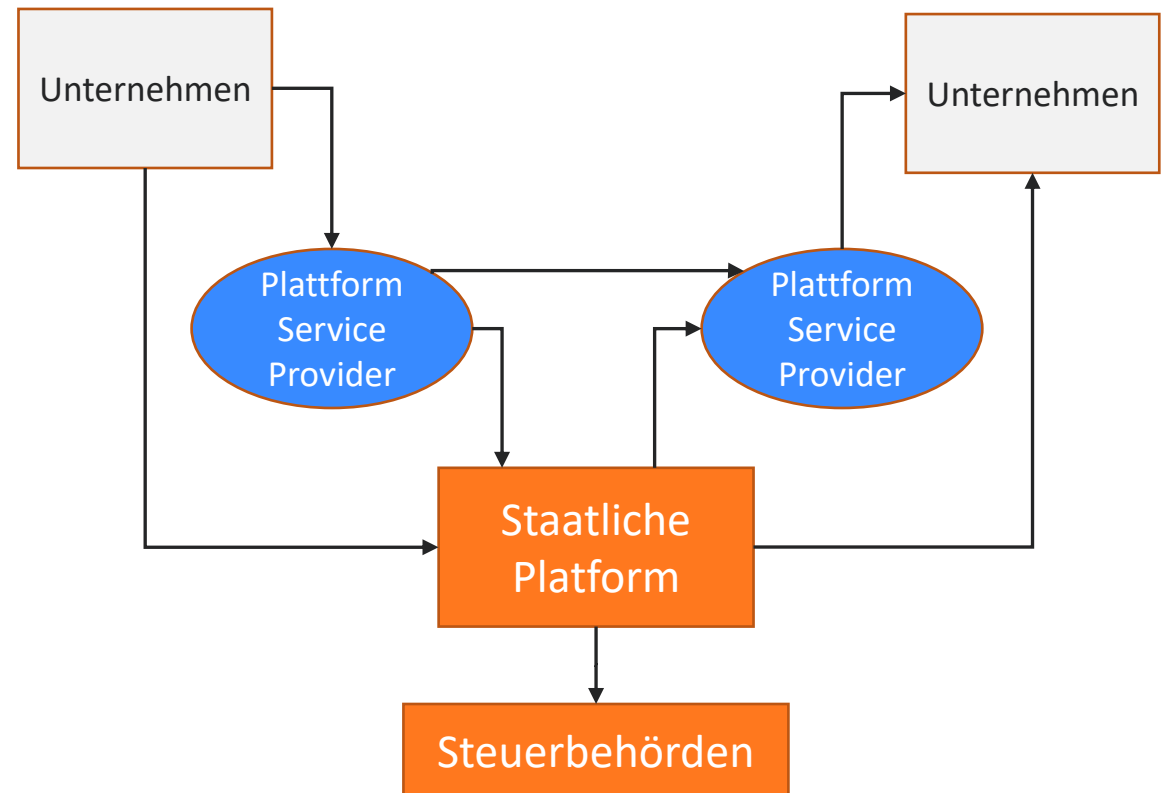 Unternehmen
Unternehmen
Plattform
Service
Provider
Plattform
Service
Provider
Staatliche
Platform
Steuerbehörden